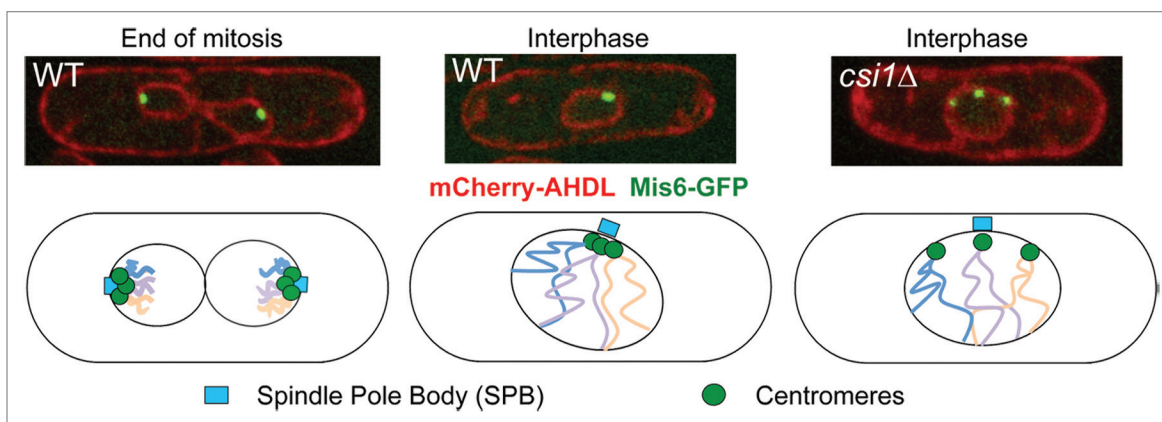 End of mitosis
Interphase
Interphase
WT
WT
csi1Δ
mCherry-AHDL Mis6-GFP
Spindle Pole Body (SPB)
Centromeres